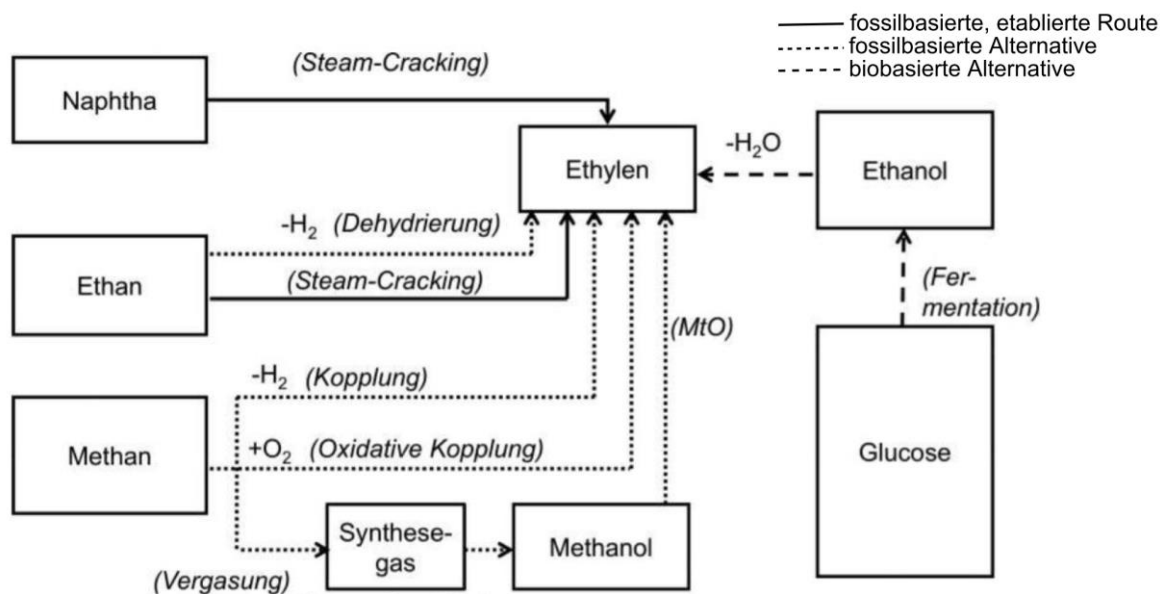 fossilbasierte, etablierte Route
fossilbasierte Alternative
biobasierte Alternative
(Steam-Cracking)
Naphtha
Ethylen
-H₂O
Ethanol
-H₂ (Dehydrierung)
Ethan
(Steam-Cracking)
(Fer-
mentation)
(MtO)
-H₂ (Kopplung)
Methan
+O₂ (Oxidative Kopplung)
Glucose
Synthese-
gas
Methanol
(Vergasung)